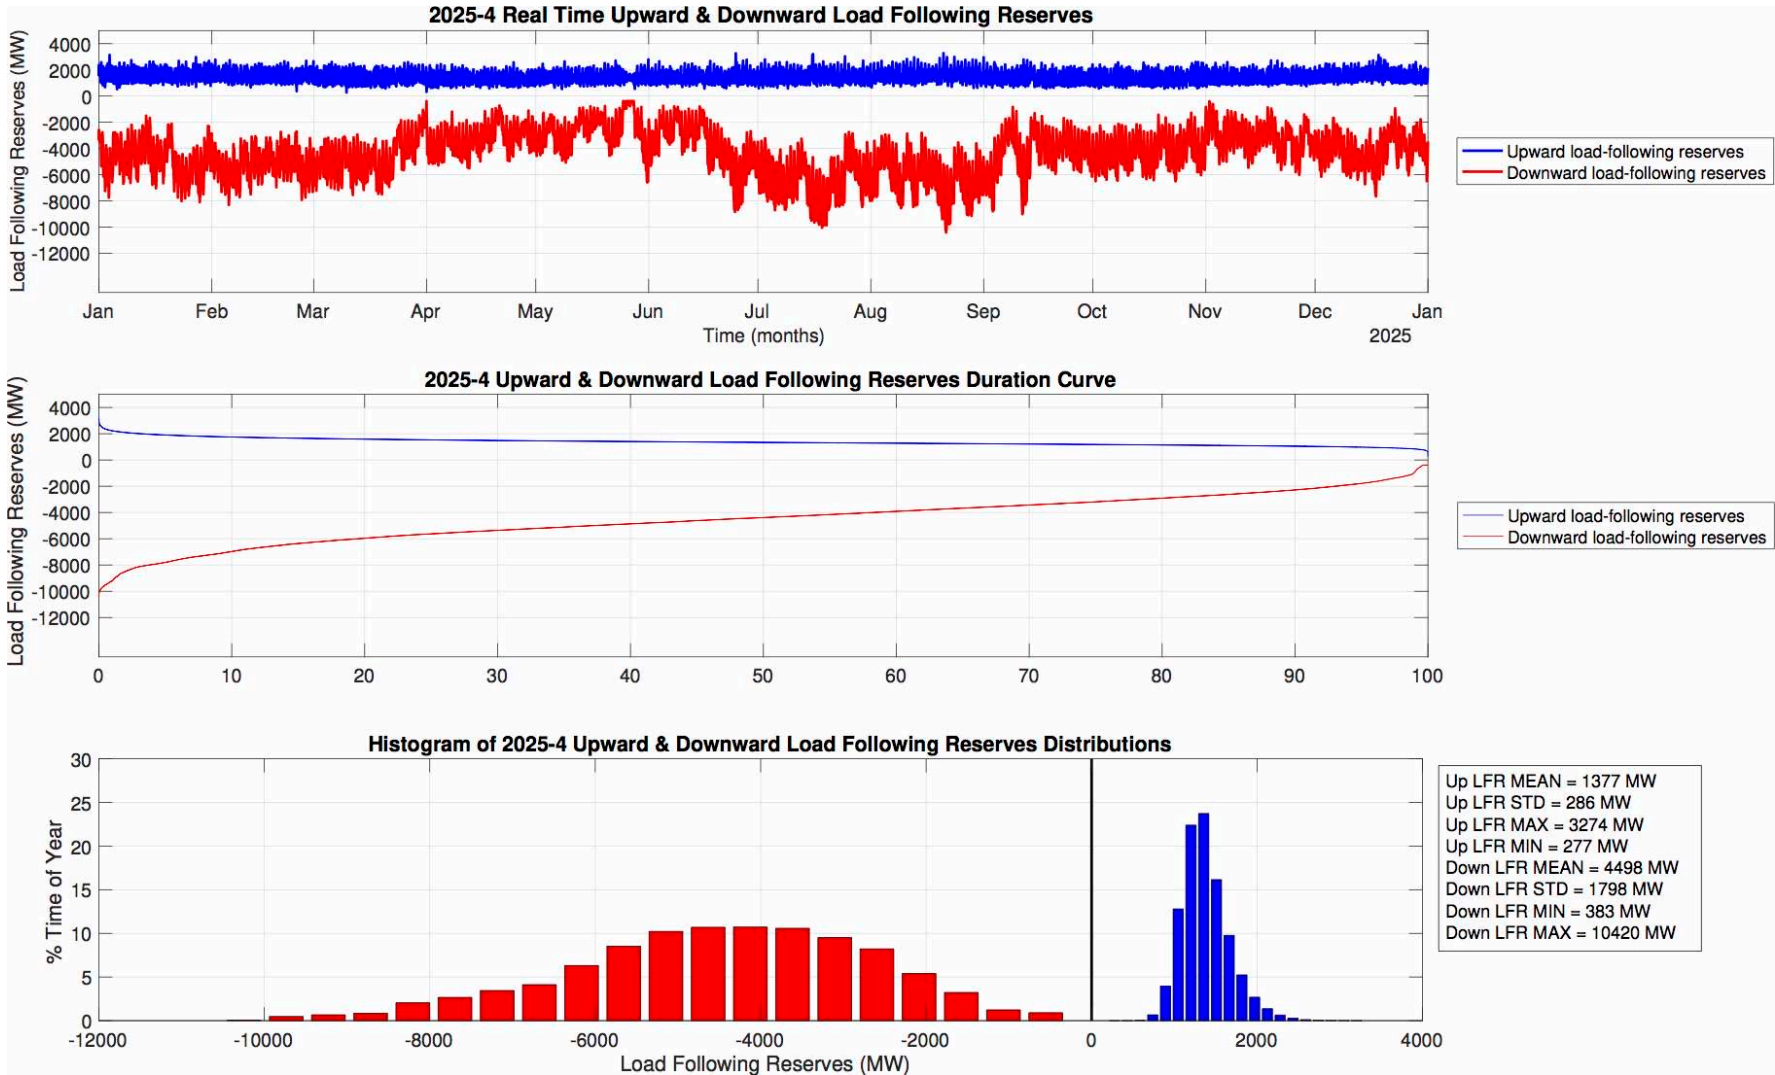 2025-4 Real Time Upward & Downward Load Following Reserves
Load Following Reserves (MW)
4000
2000
0
-2000
-4000
-6000
-8000
-10000
-12000
Jan Feb Mar Apr May Jun Jul Aug Sep Oct Nov Dec Jan
Time (months)
2025
Upward load-following reserves
Downward load-following reserves
2025-4 Upward & Downward Load Following Reserves Duration Curve
Load Following Reserves (MW)
4000
2000
0
-2000
-4000
-6000
-8000
-10000
-12000
0 10 20 30 40 50 60 70 80 90 100
Upward load-following reserves
Downward load-following reserves
Histogram of 2025-4 Upward & Downward Load Following Reserves Distributions
% Time of Year
30
25
20
15
10
5
0
-12000 -10000 -8000 -6000 -4000 -2000 0 2000 4000
Load Following Reserves (MW)
Up LFR MEAN = 1377 MW
Up LFR STD = 286 MW
Up LFR MAX = 3274 MW
Up LFR MIN = 277 MW
Down LFR MEAN = 4498 MW
Down LFR STD = 1798 MW
Down LFR MIN = 383 MW
Down LFR MAX = 10420 MW